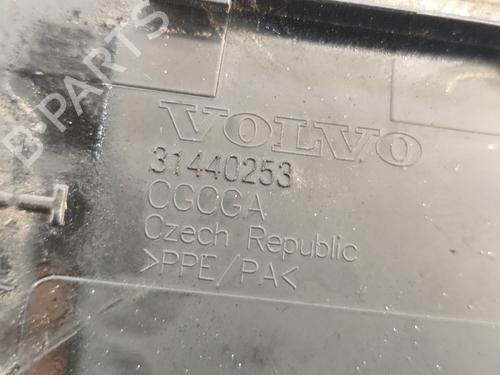 B-PARTS
VOLVO
31440253
CGCGA
Czech Republic
>PPE/PA<